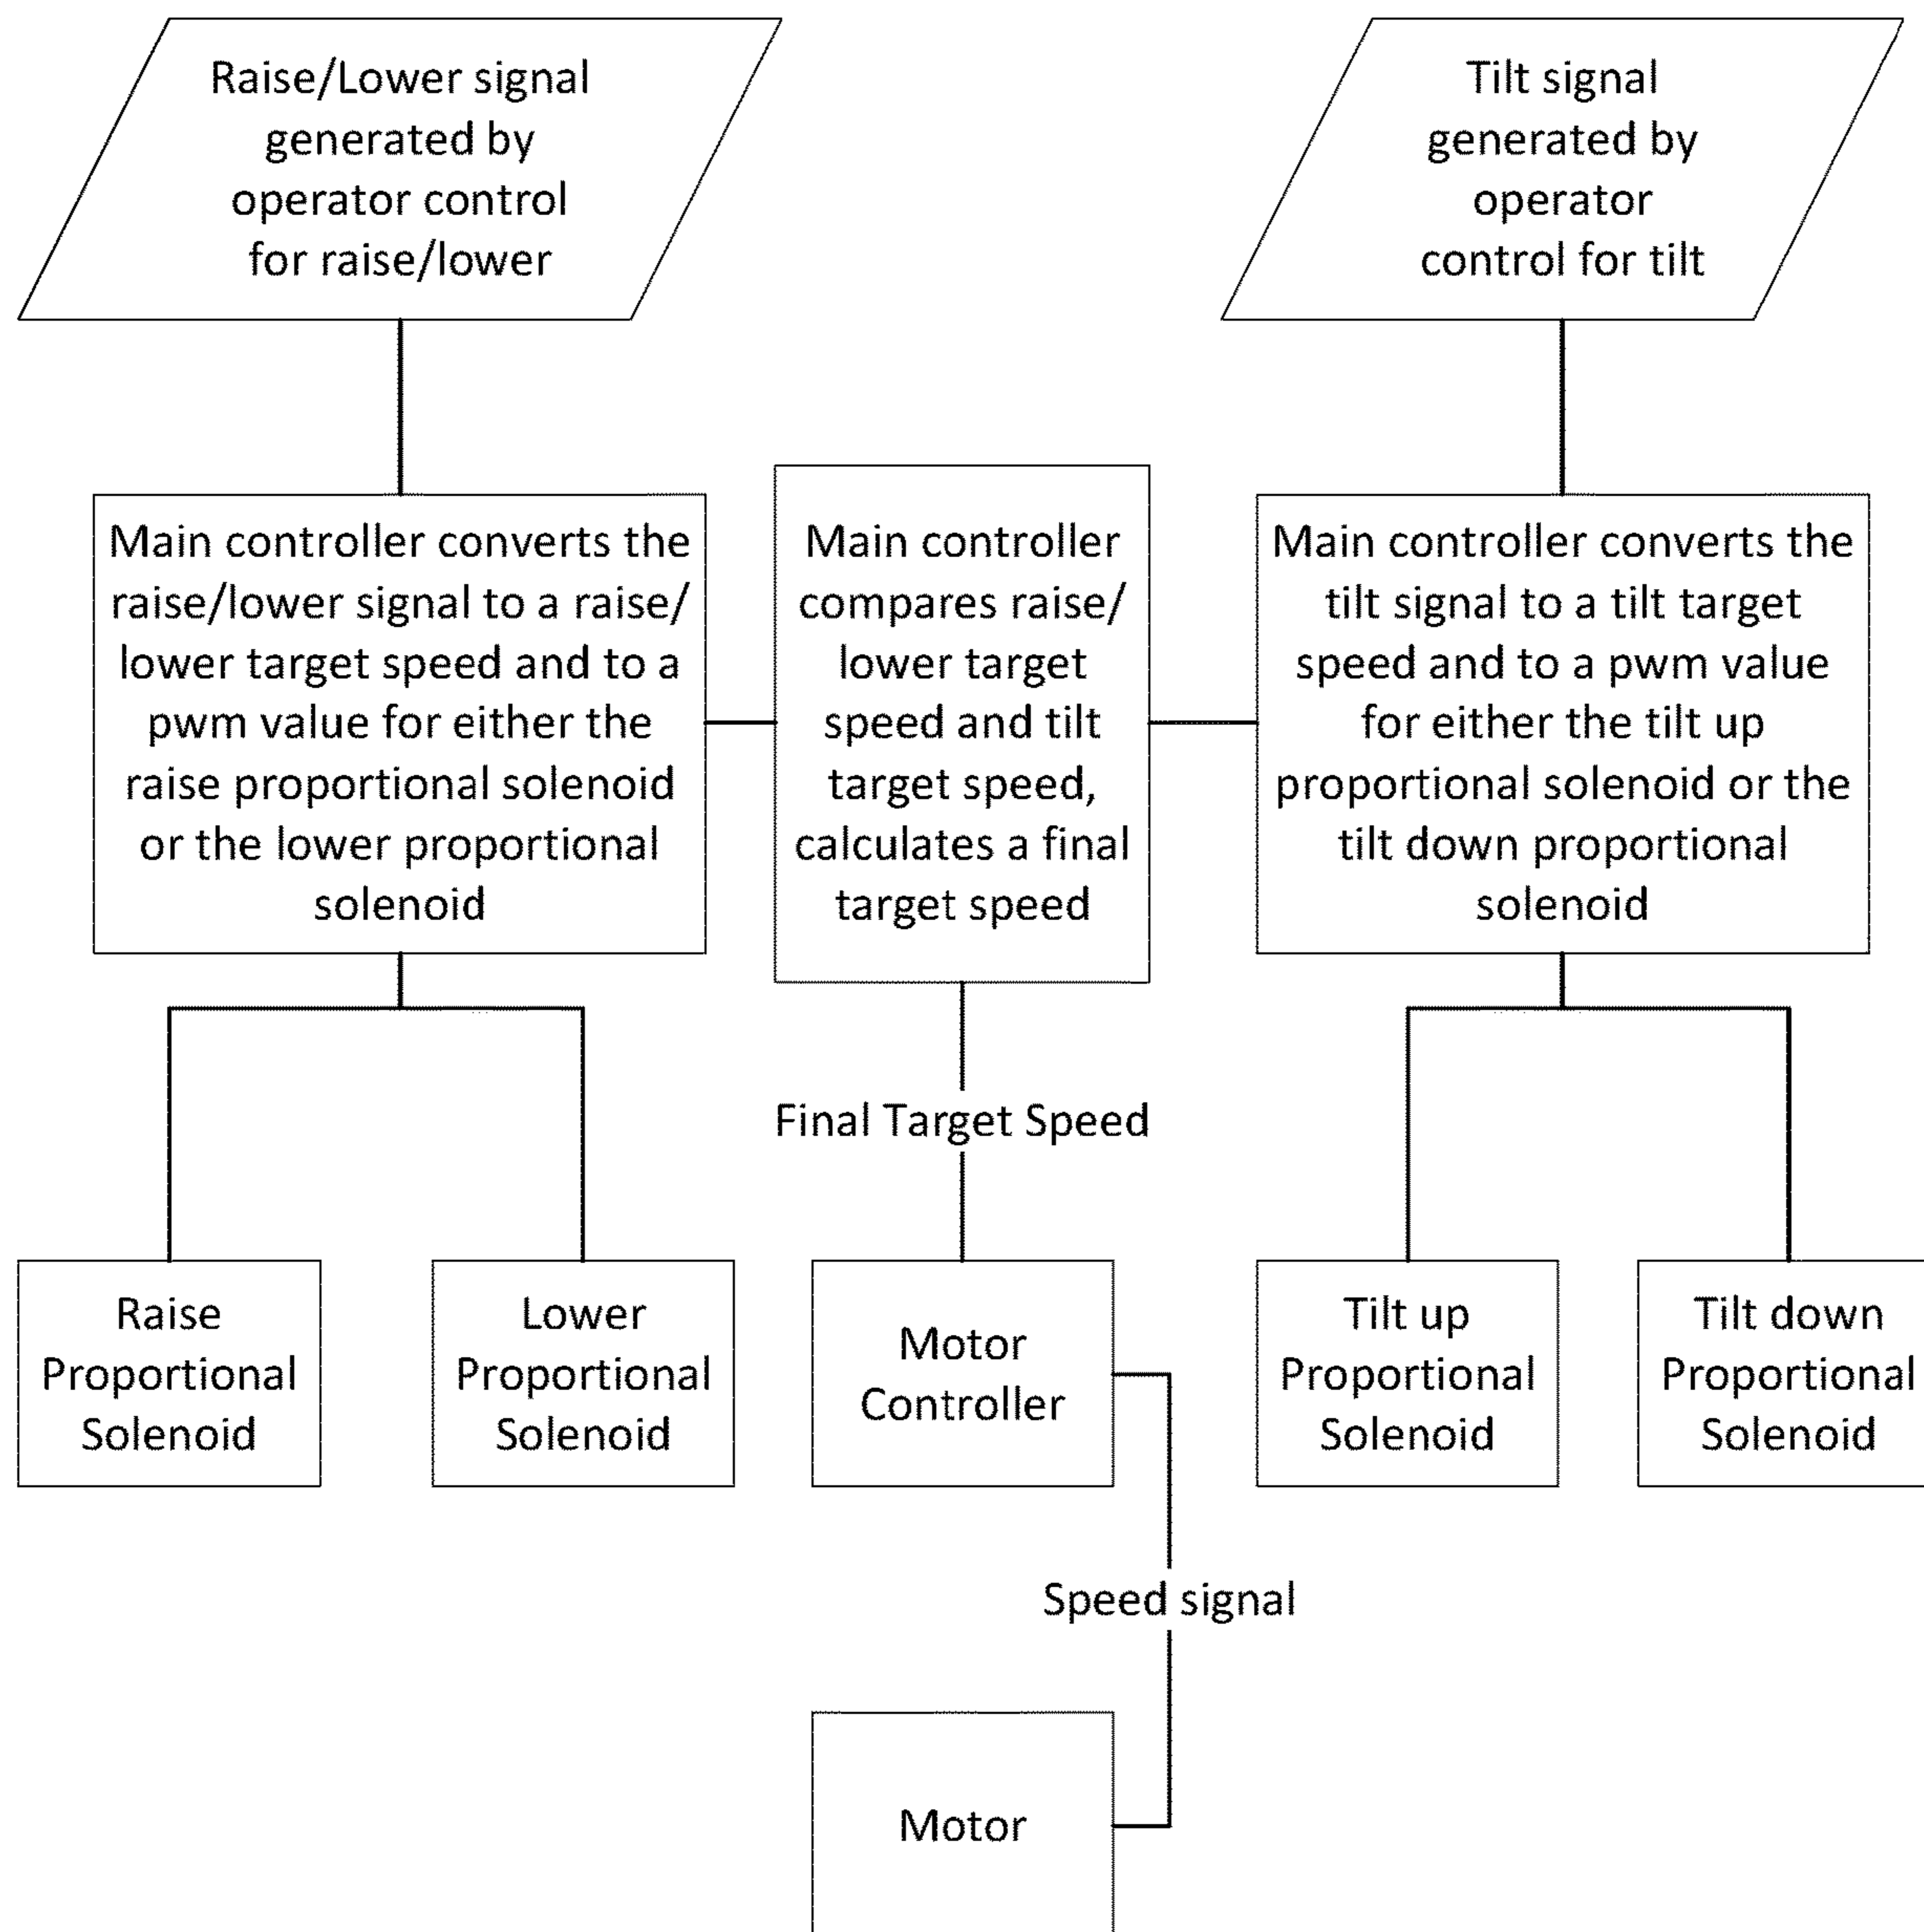 Raise/Lower signal
generated by
operator control
for raise/lower
Tilt signal
generated by
operator
control for tilt
Main controller converts the
raise/lower signal to a raise/
lower target speed and to a
pwm value for either the
raise proportional solenoid
or the lower proportional
solenoid
Main controller
compares raise/
lower target
speed and tilt
target speed,
calculates a final
target speed
Main controller converts the
tilt signal to a tilt target
speed and to a pwm value
for either the tilt up
proportional solenoid or the
tilt down proportional
solenoid
Final Target Speed
Raise
Proportional
Solenoid
Lower
Proportional
Solenoid
Motor
Controller
Tilt up
Proportional
Solenoid
Tilt down
Proportional
Solenoid
Speed signal
Motor